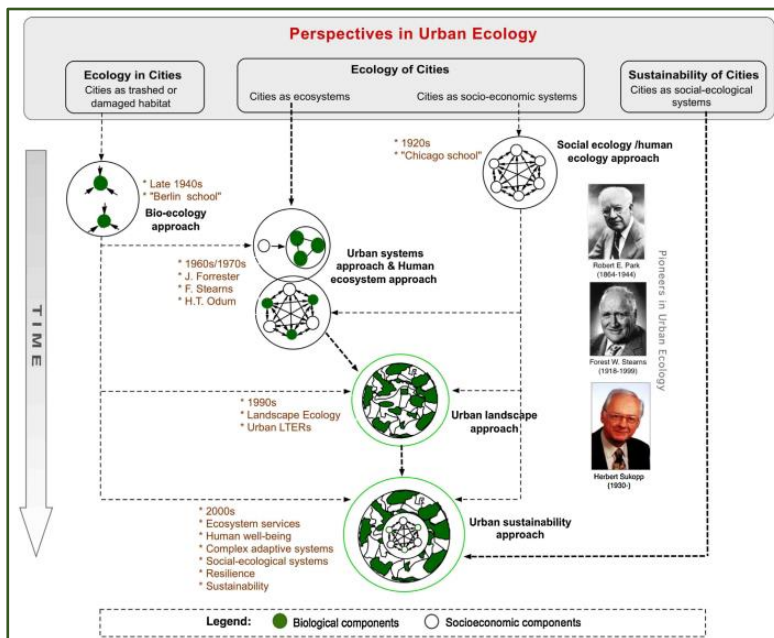 Perspectives in Urban Ecology
Ecology in Cities
Cities as trashed or
damaged habitat
Ecology of Cities
Cities as ecosystems
Cities as socio-economic systems
Sustainability of Cities
Cities as social-ecological
systems
* 1920s
* "Chicago school"
Social ecology /human
ecology approach
* Late 1940s
* "Berlin school"
Bio-ecology
approach
Urban systems
approach & Human
ecosystem approach
* 1960s/1970s
* J. Forrester
* F. Stearns
* H.T. Odum
TIME
Robert E. Park
(1864-1944)
Forest W. Stearns
(1918-1999)
Herbert Sukopp
(1930-)
Pioneers in Urban Ecology
* 1990s
* Landscape Ecology
* Urban LTERs
Urban landscape
approach
* 2000s
* Ecosystem services
* Human well-being
* Complex adaptive systems
* Social-ecological systems
* Resilience
* Sustainability
Urban sustainability
approach
Legend:
Biological components
Socioeconomic components